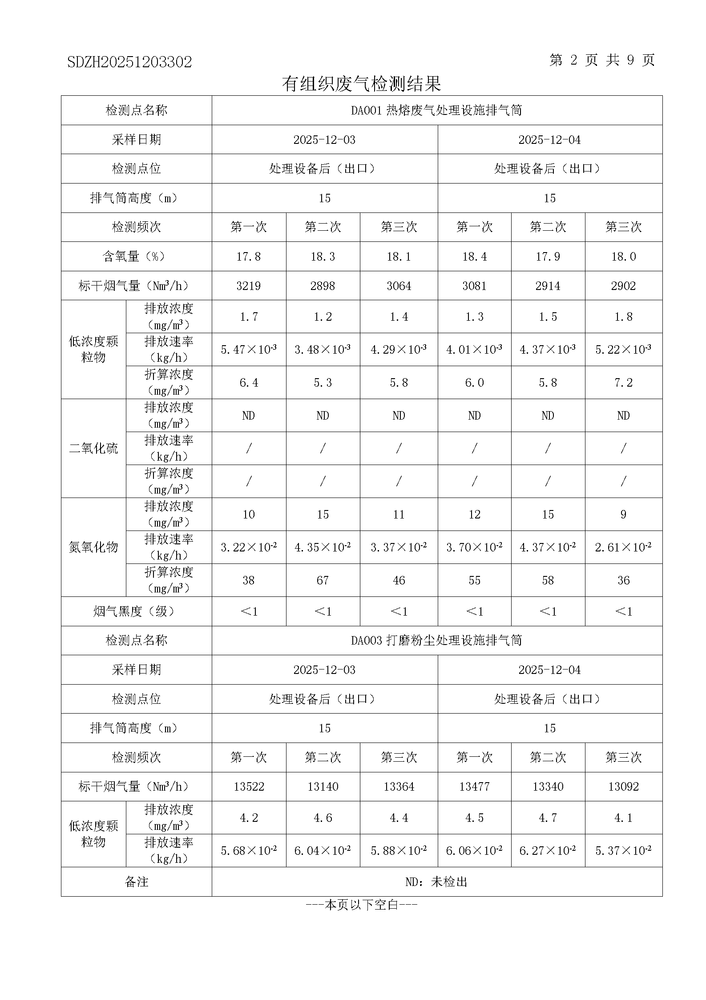 SDZH20251203302
第 2 页 共 9 页
有组织废气检测结果
检测点名称 DA001 热熔废气处理设施排气筒
采样日期 2025-12-03 2025-12-04
检测点位 处理设备后（出口） 处理设备后（出口）
排气筒高度（m） 15 15
检测频次 第一次 第二次 第三次 第一次 第二次 第三次
含氧量（%） 17.8 18.3 18.1 18.4 17.9 18.0
标干烟气量（Nm³/h） 3219 2898 3064 3081 2914 2902
低浓度颗
粒物
排放浓度
（mg/m³）
1.7 1.2 1.4 1.3 1.5 1.8
排放速率
（kg/h）
5.47×10⁻³ 3.48×10⁻³ 4.29×10⁻³ 4.01×10⁻³ 4.37×10⁻³ 5.22×10⁻³
折算浓度
（mg/m³）
6.4 5.3 5.8 6.0 5.8 7.2
二氧化硫
排放浓度
（mg/m³）
ND ND ND ND ND ND
排放速率
（kg/h）
/ / / / / /
折算浓度
（mg/m³）
/ / / / / /
氮氧化物
排放浓度
（mg/m³）
10 15 11 12 15 9
排放速率
（kg/h）
3.22×10⁻² 4.35×10⁻² 3.37×10⁻² 3.70×10⁻² 4.37×10⁻² 2.61×10⁻²
折算浓度
（mg/m³）
38 67 46 55 58 36
烟气黑度（级） ＜1 ＜1 ＜1 ＜1 ＜1 ＜1
检测点名称 DA003 打磨粉尘处理设施排气筒
采样日期 2025-12-03 2025-12-04
检测点位 处理设备后（出口） 处理设备后（出口）
排气筒高度（m） 15 15
检测频次 第一次 第二次 第三次 第一次 第二次 第三次
标干烟气量（Nm³/h） 13522 13140 13364 13477 13340 13092
低浓度颗
粒物
排放浓度
（mg/m³）
4.2 4.6 4.4 4.5 4.7 4.1
排放速率
（kg/h）
5.68×10⁻² 6.04×10⁻² 5.88×10⁻² 6.06×10⁻² 6.27×10⁻² 5.37×10⁻²
备注 ND：未检出
---本页以下空白---